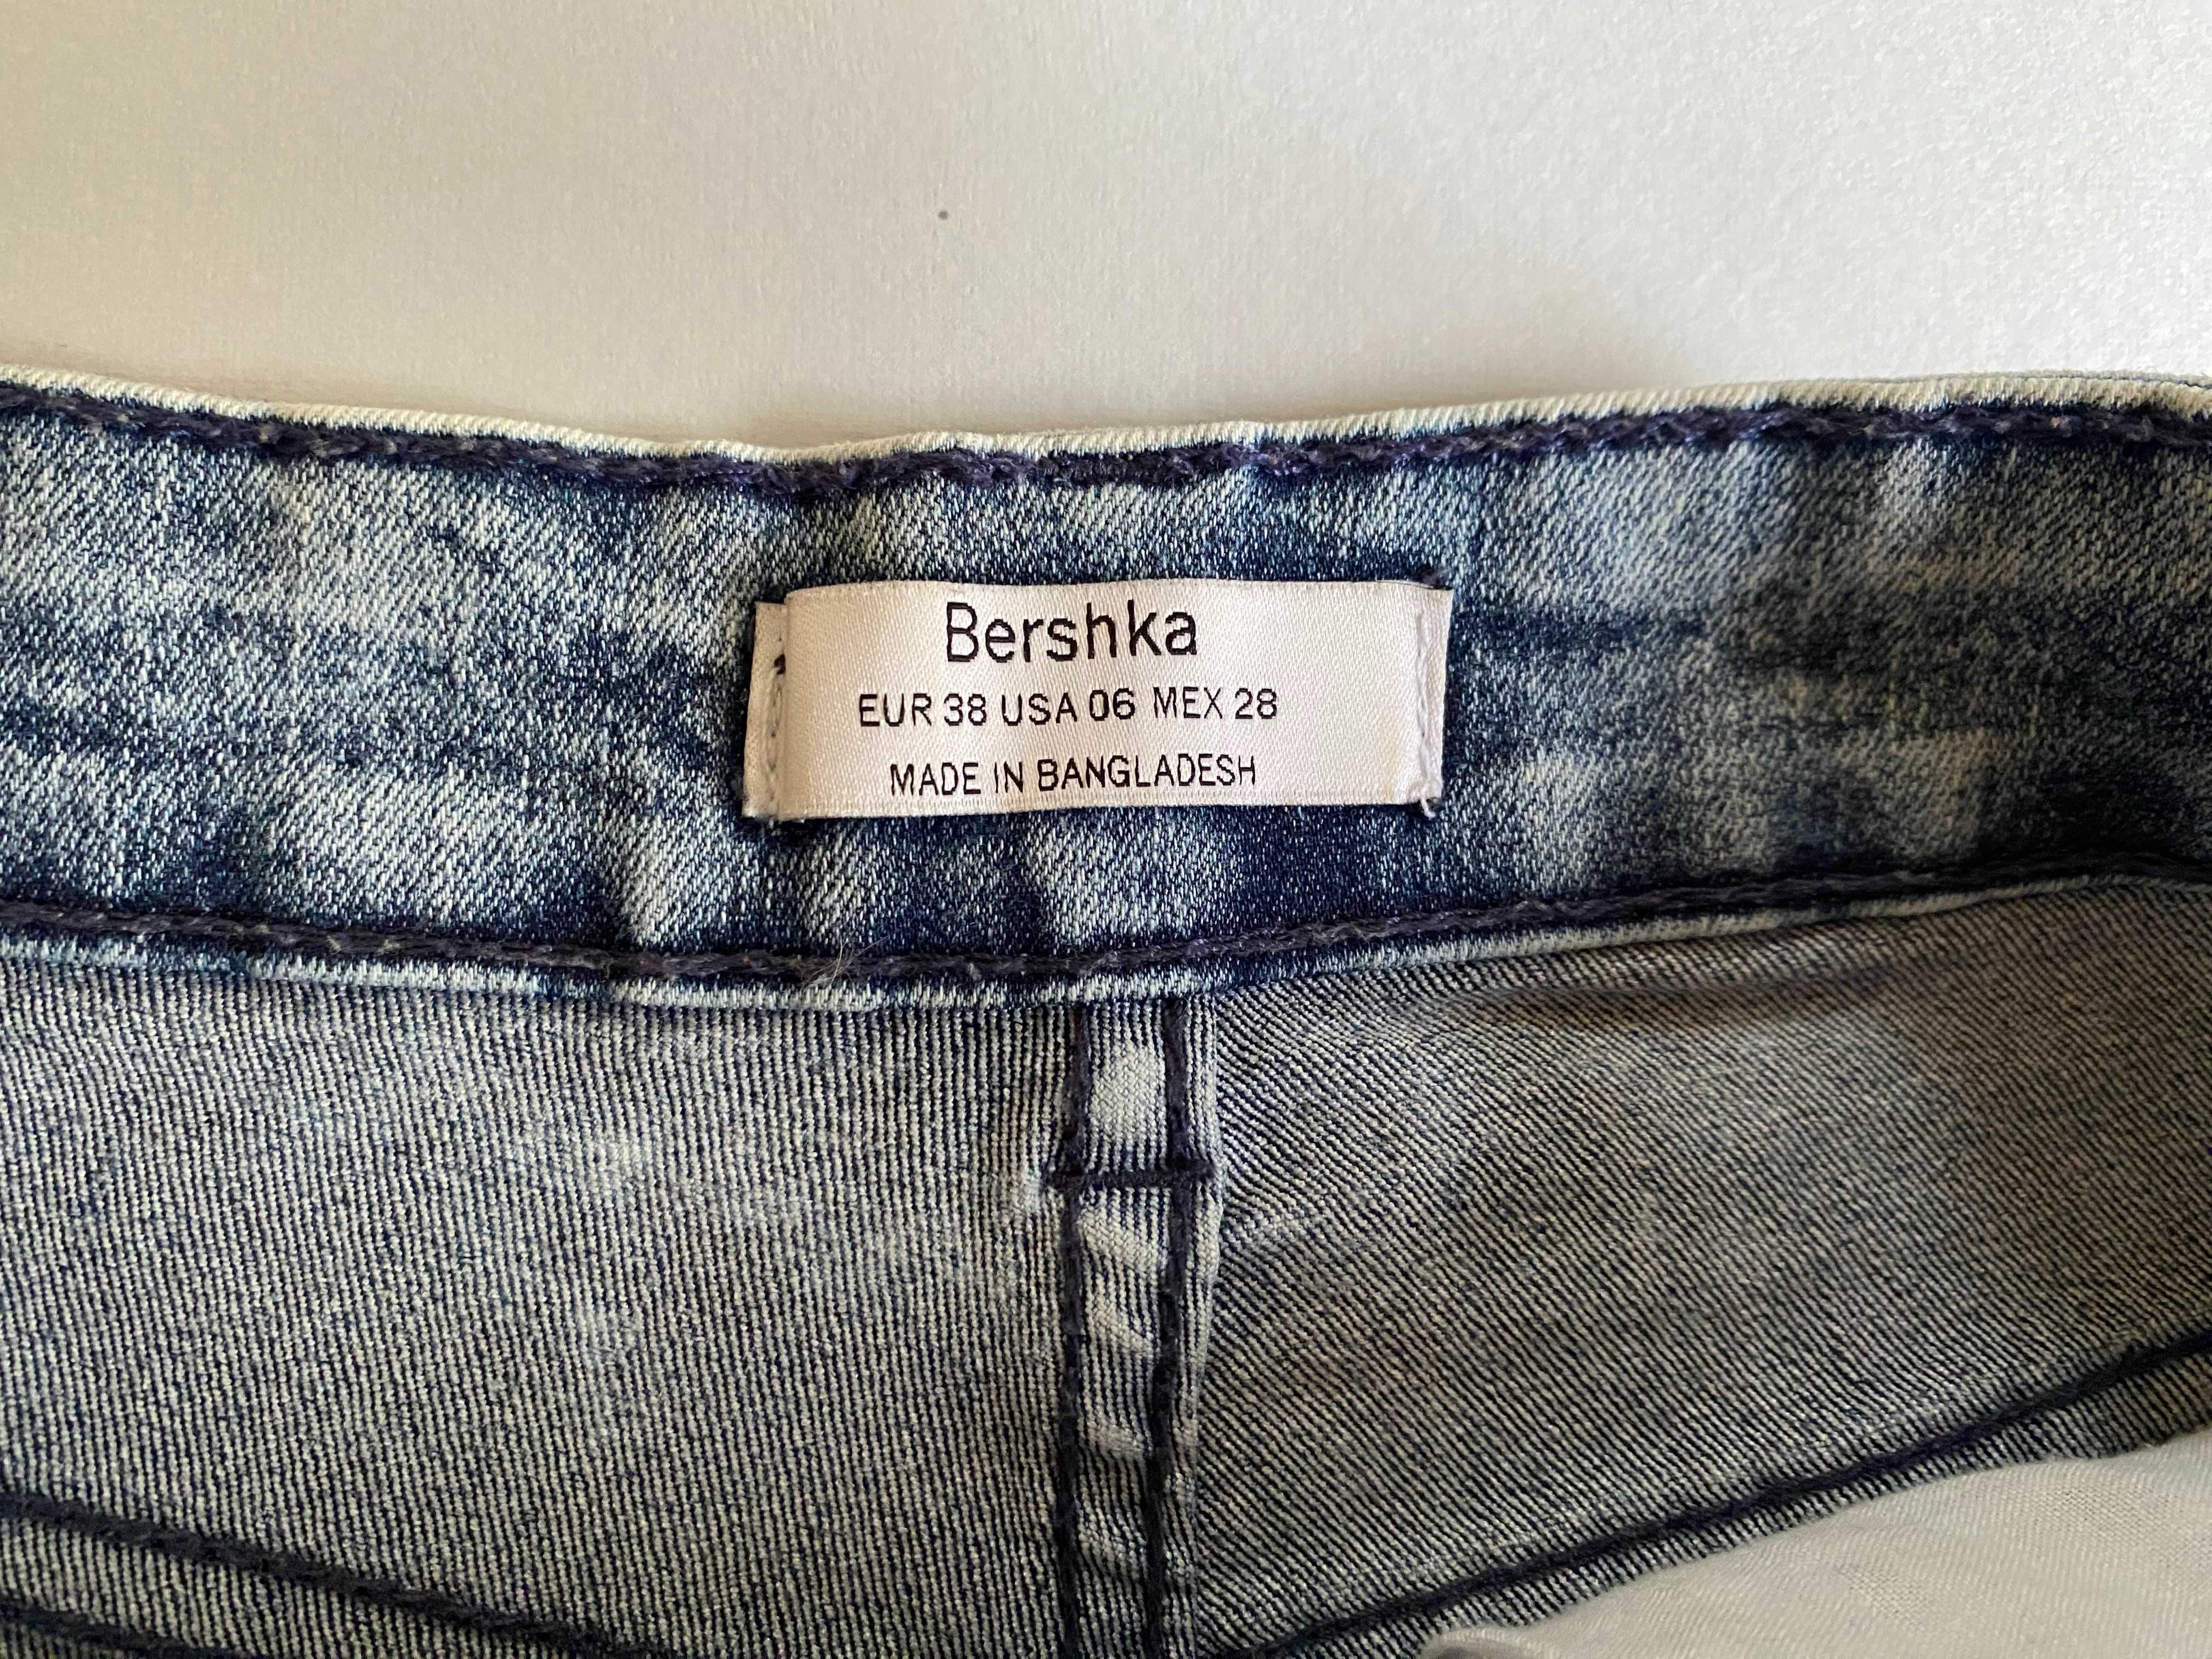 Bershka
EUR 38 USA 06 MEX 28
MADE IN BANGLADESH